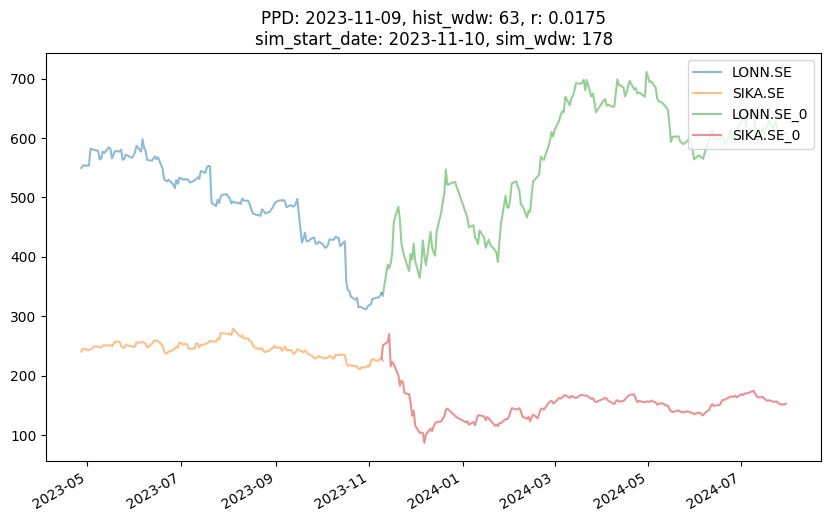 PPD: 2023-11-09, hist_wdw: 63, r: 0.0175
sim_start_date: 2023-11-10, sim_wdw: 178
LONN.SE
SIKA.SE
LONN.SE_0
SIKA.SE_0
700
600
500
400
300
200
100
2023-05
2023-07
2023-09
2023-11
2024-01
2024-03
2024-05
2024-07